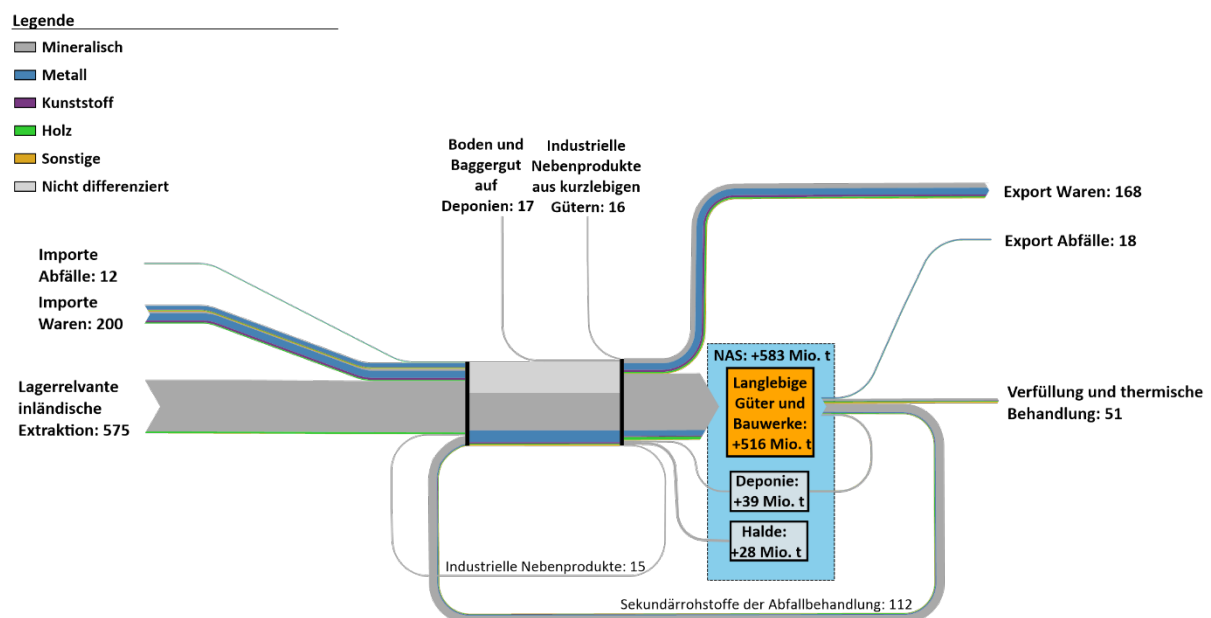 Legende
Mineralisch
Metall
Kunststoff
Holz
Sonstige
Nicht differenziert
Boden und
Baggergut
auf
Deponien: 17
Industrielle
Nebenprodukte
aus kurzlebigen
Gütern: 16
Export Waren: 168
Export Abfälle: 18
Importe
Abfälle: 12
Importe
Waren: 200
Lagerrelvante
inländische
Extraktion: 575
NAS: +583 Mio. t
Langlebige
Güter und
Bauwerke:
+516 Mio. t
Verfüllung und thermische
Behandlung: 51
Deponie:
+39 Mio. t
Halde:
+28 Mio. t
Industrielle Nebenprodukte: 15
Sekundärrohstoffe der Abfallbehandlung: 112